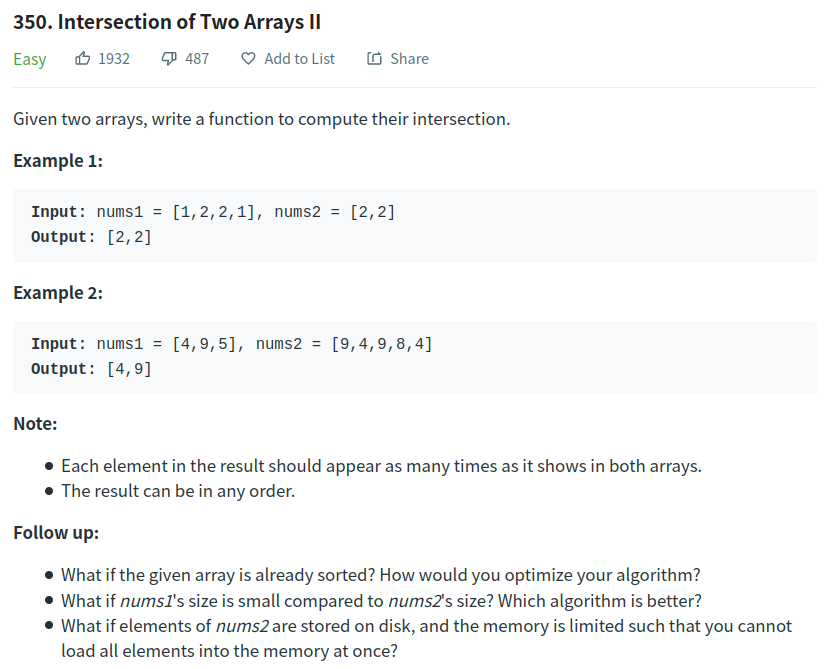 350. Intersection of Two Arrays II
Easy 1932 487 Add to List Share
Given two arrays, write a function to compute their intersection.
Example 1:
Input: nums1 = [1,2,2,1], nums2 = [2,2]
Output: [2,2]
Example 2:
Input: nums1 = [4,9,5], nums2 = [9,4,9,8,4]
Output: [4,9]
Note:
● Each element in the result should appear as many times as it shows in both arrays.
● The result can be in any order.
Follow up:
● What if the given array is already sorted? How would you optimize your algorithm?
● What if nums1's size is small compared to nums2's size? Which algorithm is better?
● What if elements of nums2 are stored on disk, and the memory is limited such that you cannot
load all elements into the memory at once?